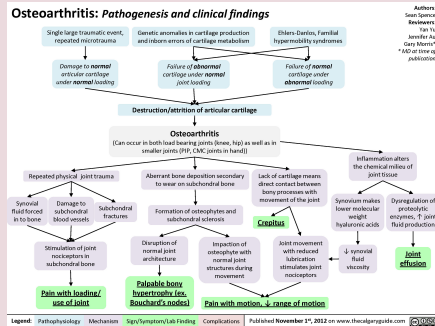 Osteoarthritis: Pathogenesis and clinical findings
Authors:
Sean Spence
Reviewers:
Yan Yu
Jennifer Au
Gary Morris*
* MD at time of
publication
Single large traumatic event,
repeated microtrauma
Genetic anomalies in cartilage production
and inborn errors of cartilage metabolism
Ehlers-Danlos, Familial
hypermobility syndromes
Damage to normal
articular cartilage
under normal loading
Failure of abnormal
cartilage under normal
joint loading
Failure of normal
cartilage under
abnormal loading
Destruction/attrition of articular cartilage
Osteoarthritis
(Can occur in both load bearing joints (knee, hip) as well as in
smaller joints (PIP, CMC joints in hand))
Repeated physical joint trauma
Aberrant bone deposition secondary
to wear on subchondral bone
Lack of cartilage means
direct contact between
bony processes with
movement of the joint
Inflammation alters
the chemical milieu of
joint tissue
Synovial
fluid forced
in to bone
Damage to
subchondral
blood vessels
Subchondral
fractures
Formation of osteophytes and
subchondral sclerosis
Crepitus
Synovium makes
lower molecular
weight
hyaluronic acids
Dysregulation of
proteolytic
enzymes, ↑ joint
fluid production
Stimulation of joint
nociceptors in
subchondral bone
Disruption of
normal joint
architecture
Impaction of
osteophyte with
normal joint
structures during
movement
Joint movement
with reduced
lubrication
stimulates joint
nociceptors
↓ synovial
fluid
viscosity
Joint
effusion
Pain with loading/
use of joint
Palpable bony
hypertrophy (ex.
Bouchard's nodes)
Pain with motion, ↓ range of motion
Legend: Pathophysiology Mechanism Sign/Symptom/Lab Finding Complications Published November 1st, 2012 on www.thecalgaryguide.com